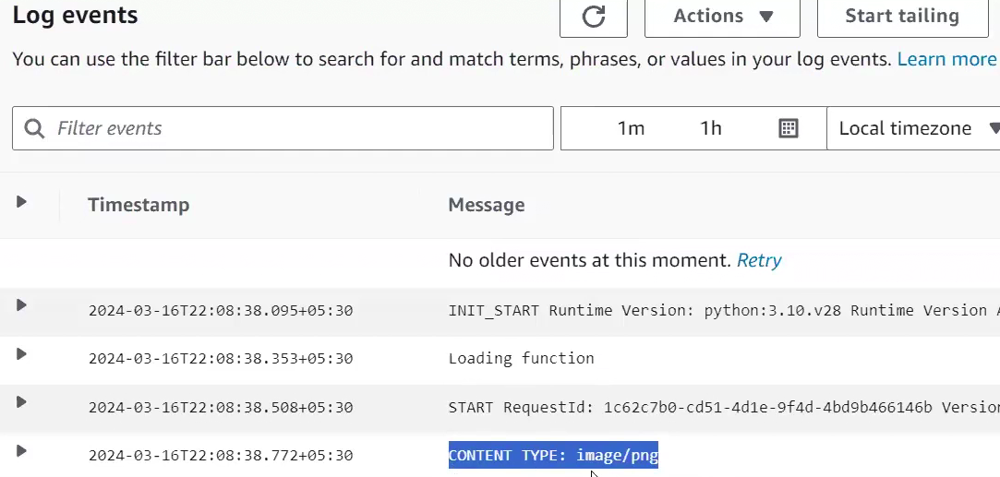 Log events
Actions
Start tailing
You can use the filter bar below to search for and match terms, phrases, or values in your log events. Learn more
Filter events
1m 1h
Local timezone
Timestamp Message
No older events at this moment. Retry
2024-03-16T22:08:38.095+05:30 INIT_START Runtime Version: python:3.10.v28 Runtime Version
2024-03-16T22:08:38.353+05:30 Loading function
2024-03-16T22:08:38.508+05:30 START RequestId: 1c62c7b0-cd51-4d1e-9f4d-4bd9b466146b Version
2024-03-16T22:08:38.772+05:30 CONTENT TYPE: image/png